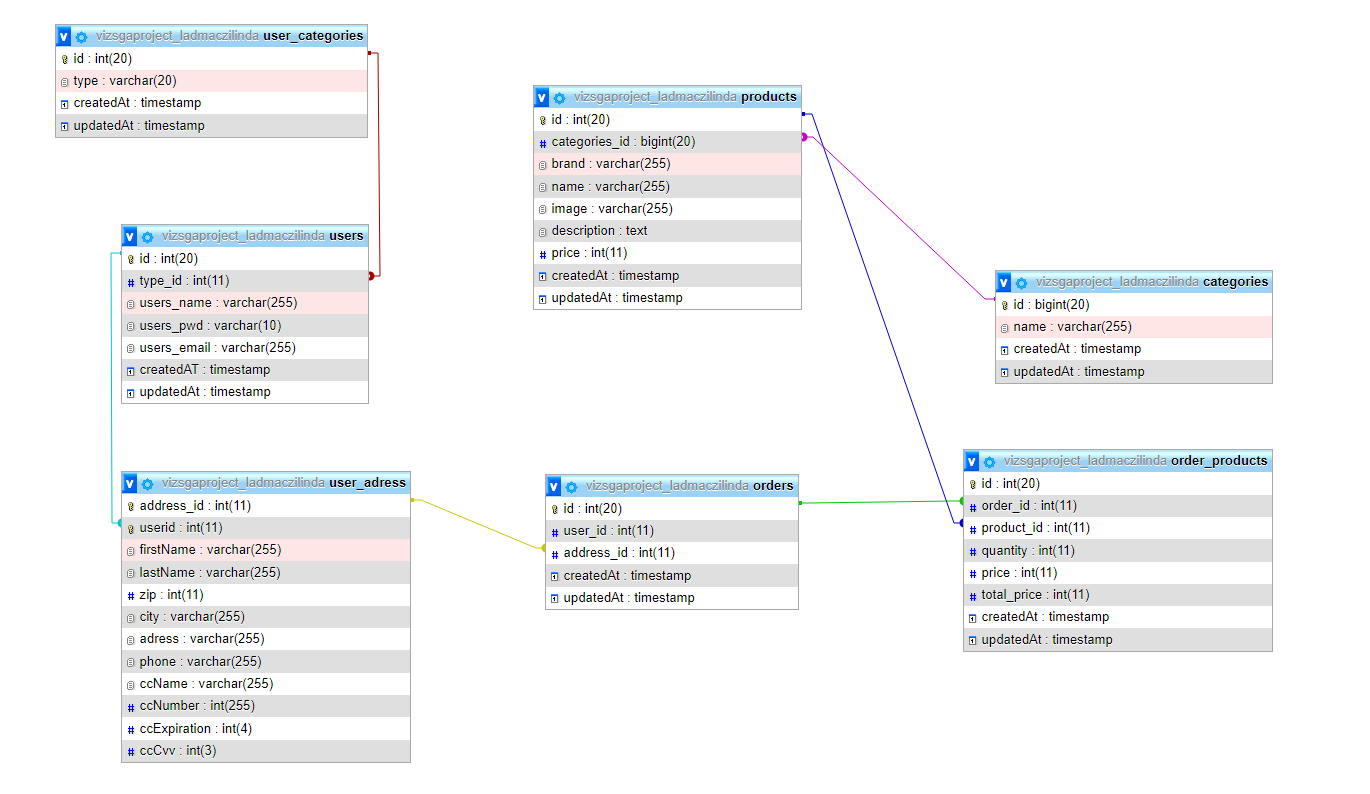 vizsgaproject_ladmaczilinda user_categories
id : int(20)
type : varchar(20)
createdAt : timestamp
updatedAt : timestamp
vizsgaproject_ladmaczilinda products
id : int(20)
categories_id : bigint(20)
brand : varchar(255)
name : varchar(255)
image : varchar(255)
description : text
price : int(11)
createdAt : timestamp
updatedAt : timestamp
vizsgaproject_ladmaczilinda users
id : int(20)
type_id : int(11)
users_name : varchar(255)
users_pwd : varchar(10)
users_email : varchar(255)
createdAT : timestamp
updatedAt : timestamp
vizsgaproject_ladmaczilinda categories
id : bigint(20)
name : varchar(255)
createdAt : timestamp
updatedAt : timestamp
vizsgaproject_ladmaczilinda user_adress
address_id : int(11)
userid : int(11)
firstName : varchar(255)
lastName : varchar(255)
zip : int(11)
city : varchar(255)
adress : varchar(255)
phone : varchar(255)
ccName : varchar(255)
ccNumber : int(255)
ccExpiration : int(4)
ccCvv : int(3)
vizsgaproject_ladmaczilinda orders
id : int(20)
user_id : int(11)
address_id : int(11)
createdAt : timestamp
updatedAt : timestamp
vizsgaproject_ladmaczilinda order_products
id : int(20)
order_id : int(11)
product_id : int(11)
quantity : int(11)
price : int(11)
total_price : int(11)
createdAt : timestamp
updatedAt : timestamp